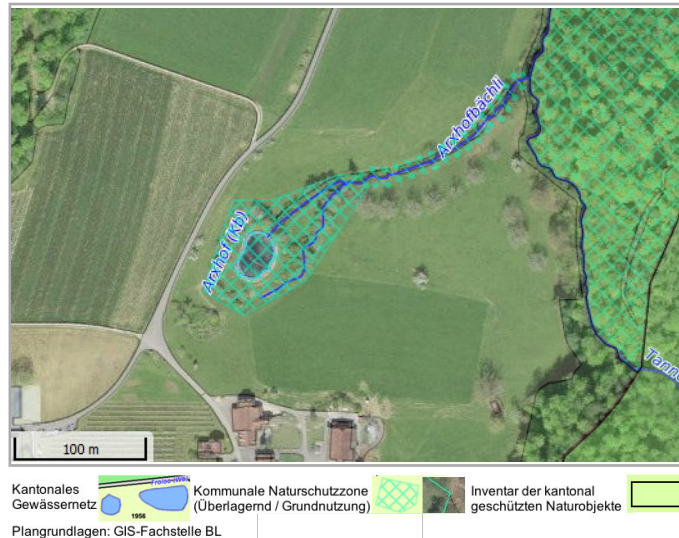 Arxhofbächli
Arxhof (Kb)
Tanne
100 m
Kantonales Gewässernetz
1956
Kommunale Naturschutzzone
(Überlagernd / Grundnutzung)
Inventar der kantonal
geschützten Naturobjekte
Plangrundlagen: GIS-Fachstelle BL